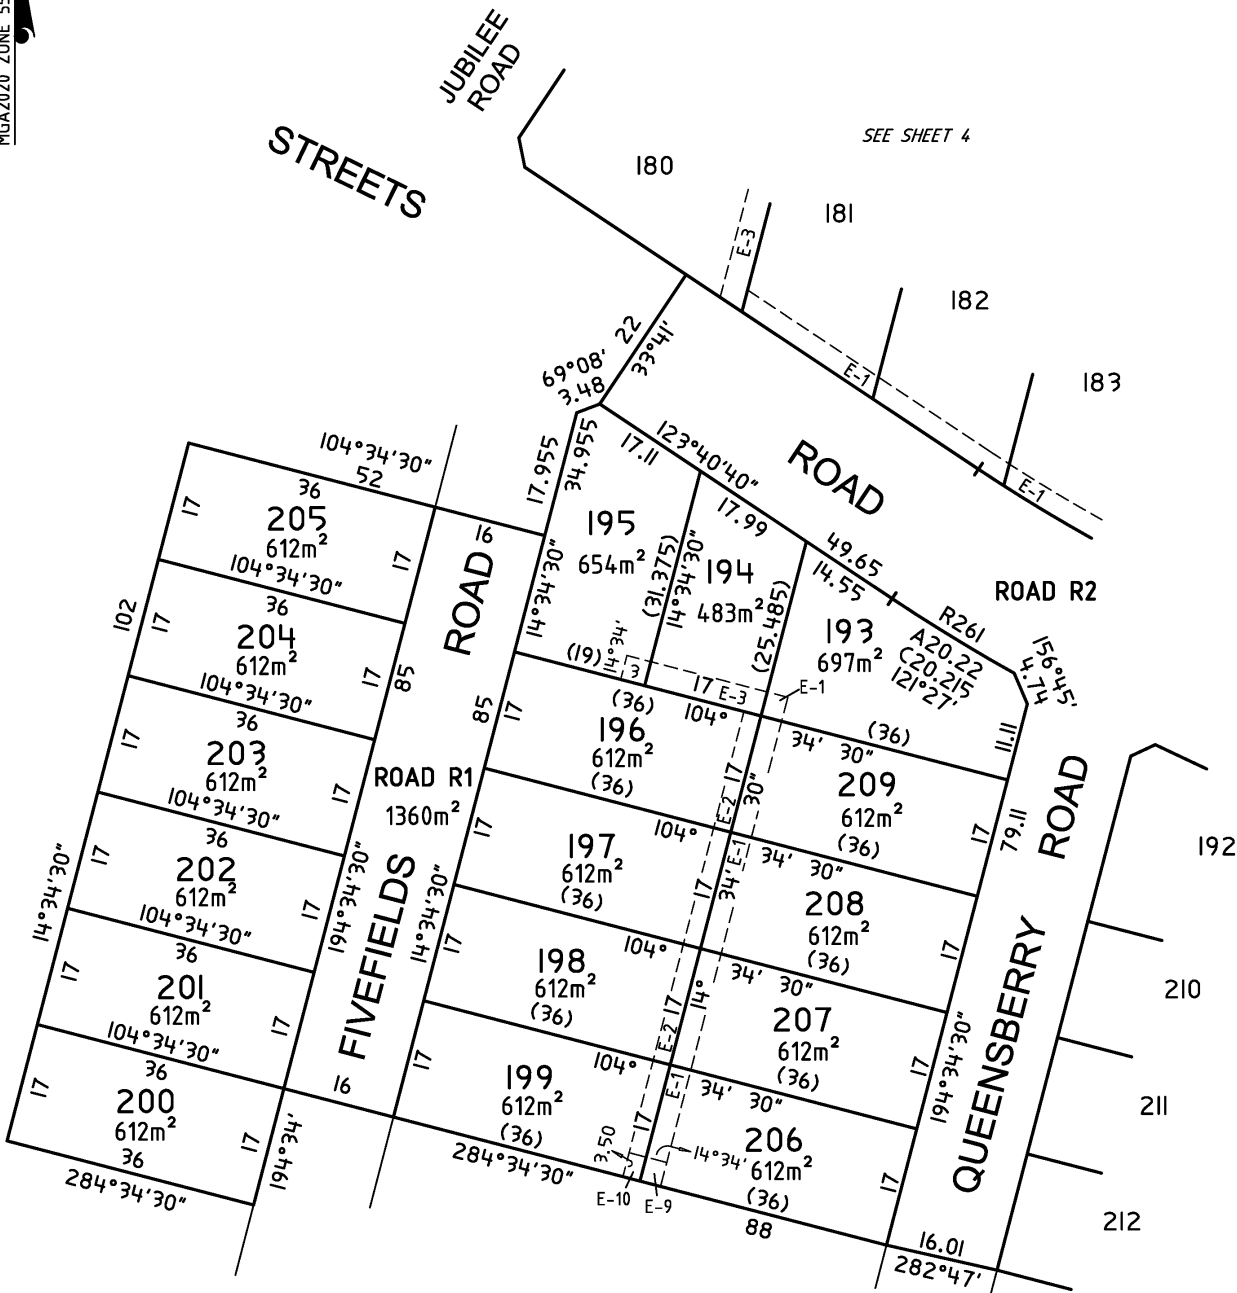 MGA2020 ZONE 55
JUBILEE
ROAD
STREETS
SEE SHEET 4
180
181
182
183
E-3
E-1
E-1
69°08'
3.48
22
33°41'
ROAD
ROAD R2
123°40'40"
17.11
17.99
49.65
14.55
R261
A20.22
C20.215
121°27'
156°45'
4.74
17.955
34.955
14°34'30"
195
654m²
(31.375)
14°34'30"
194
483m²
(25.485)
193
697m²
(19)
14°34'
3
17
E-3
E-1
11.11
104°34'30"
52
36
205
612m²
17
17
104°34'30"
16
ROAD
36
204
612m²
17
17
104°34'30"
102
85
85
36
203
612m²
17
17
104°34'30"
36
202
612m²
17
17
104°34'30"
14°34'30"
36
201
612m²
17
17
104°34'30"
36
200
612m²
17
17
36
284°34'30"
194°34'
194°34'30"
ROAD R1
1360m²
FIVEFIELDS
14°34'30"
16
(36)
104°
34' 30"
(36)
196
612m²
(36)
17
17
E-2
30"
209
612m²
(36)
17
79.11
104°
34' 30"
197
612m²
(36)
17
17
E-1
34'
208
612m²
(36)
17
104°
34' 30"
198
612m²
(36)
17
17
E-2
14°
207
612m²
(36)
17
104°
34' 30"
199
612m²
(36)
17
17
E-1
3.50
14°34'
206
612m²
(36)
17
284°34'30"
E-10
E-9
88
194°34'30"
QUEENSBERRY
ROAD
16.01
282°47'
192
210
211
212